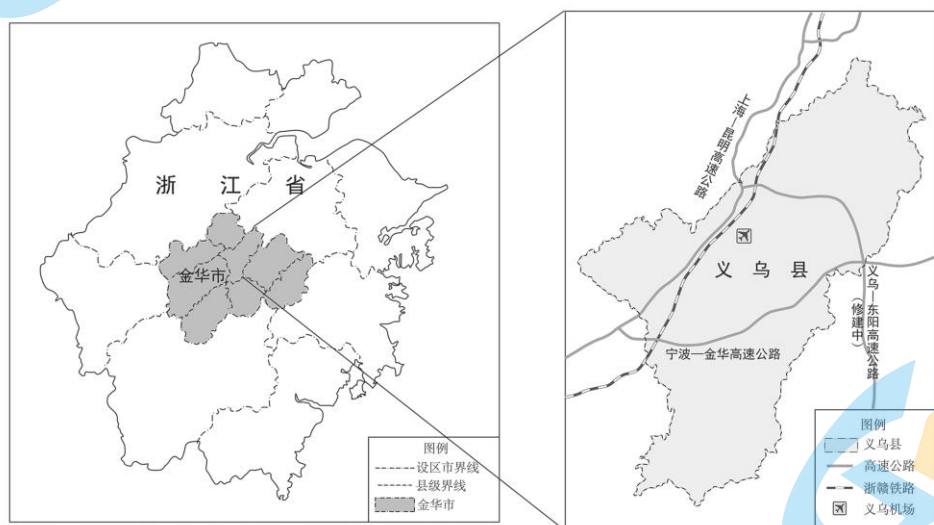 浙江省
金华市
图例
设区市界线
县级界线
金华市
上海—昆明高速公路
义乌县
义乌—东阳高速公路
（修建中）
宁波—金华高速公路
图例
义乌县
高速公路
浙赣铁路
义乌机场